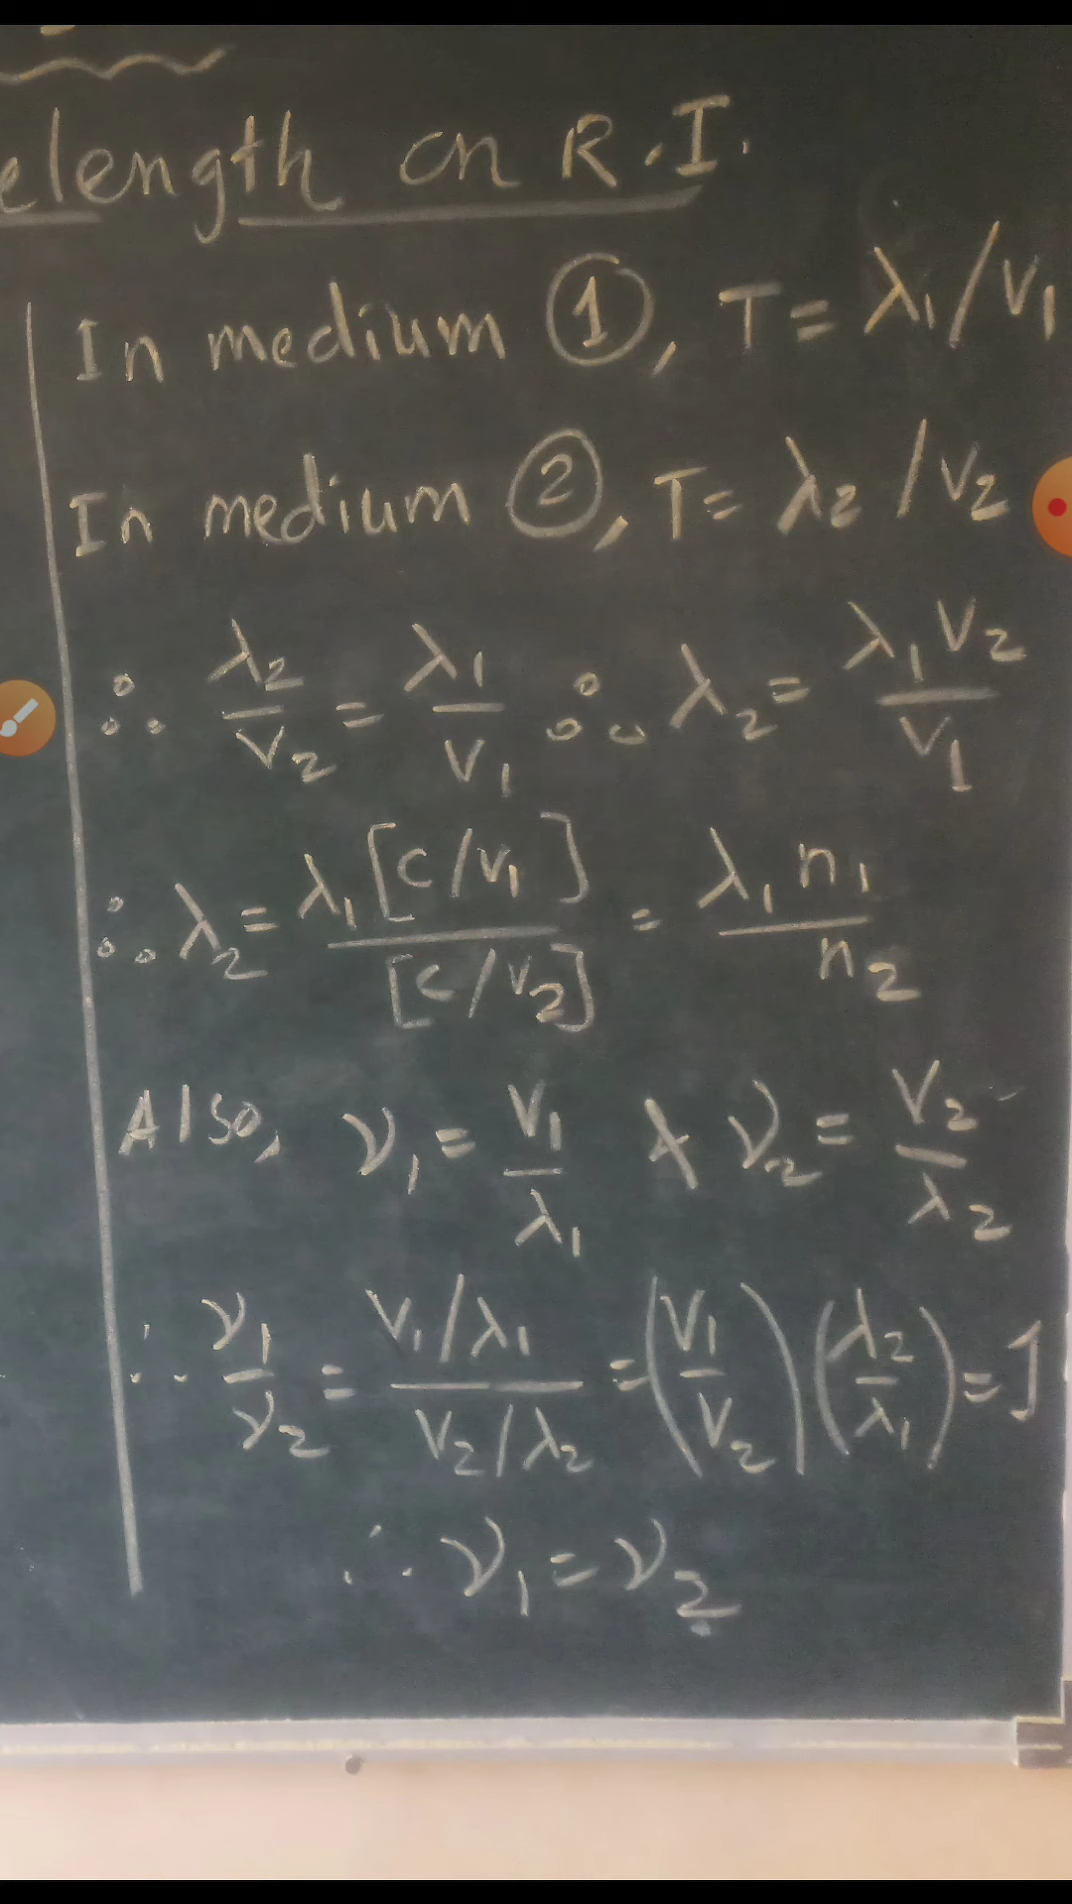 elength on R.I.
In medium ①, T = λ₁/v₁
In medium ②, T = λ₂/v₂
∴ λ₂/v₂ = λ₁/v₁ ∴ λ₂ = λ₁v₂/v₁
∴ λ₂ = λ₁[c/v₁]/[c/v₂] = λ₁n₁/n₂
Also, ν₁ = v₁/λ₁ & ν₂ = v₂/λ₂
∴ ν₁/ν₂ = (v₁/λ₁)/(v₂/λ₂) = (v₁/v₂)(λ₂/λ₁) = 1
∴ ν₁ = ν₂